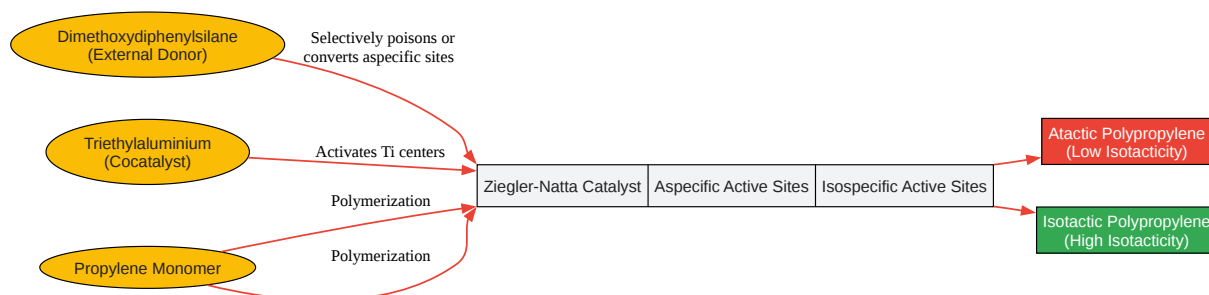 Dimethoxydiphenylsilane
(External Donor)
Selectively poisons or
converts aspecific sites
Triethylaluminium
(Cocatalyst)
Activates Ti centers
Polymerization
Polymerization
Propylene Monomer
Ziegler-Natta Catalyst
Aspecific Active Sites
Isospecific Active Sites
Atactic Polypropylene
(Low Isotacticity)
Isotactic Polypropylene
(High Isotacticity)